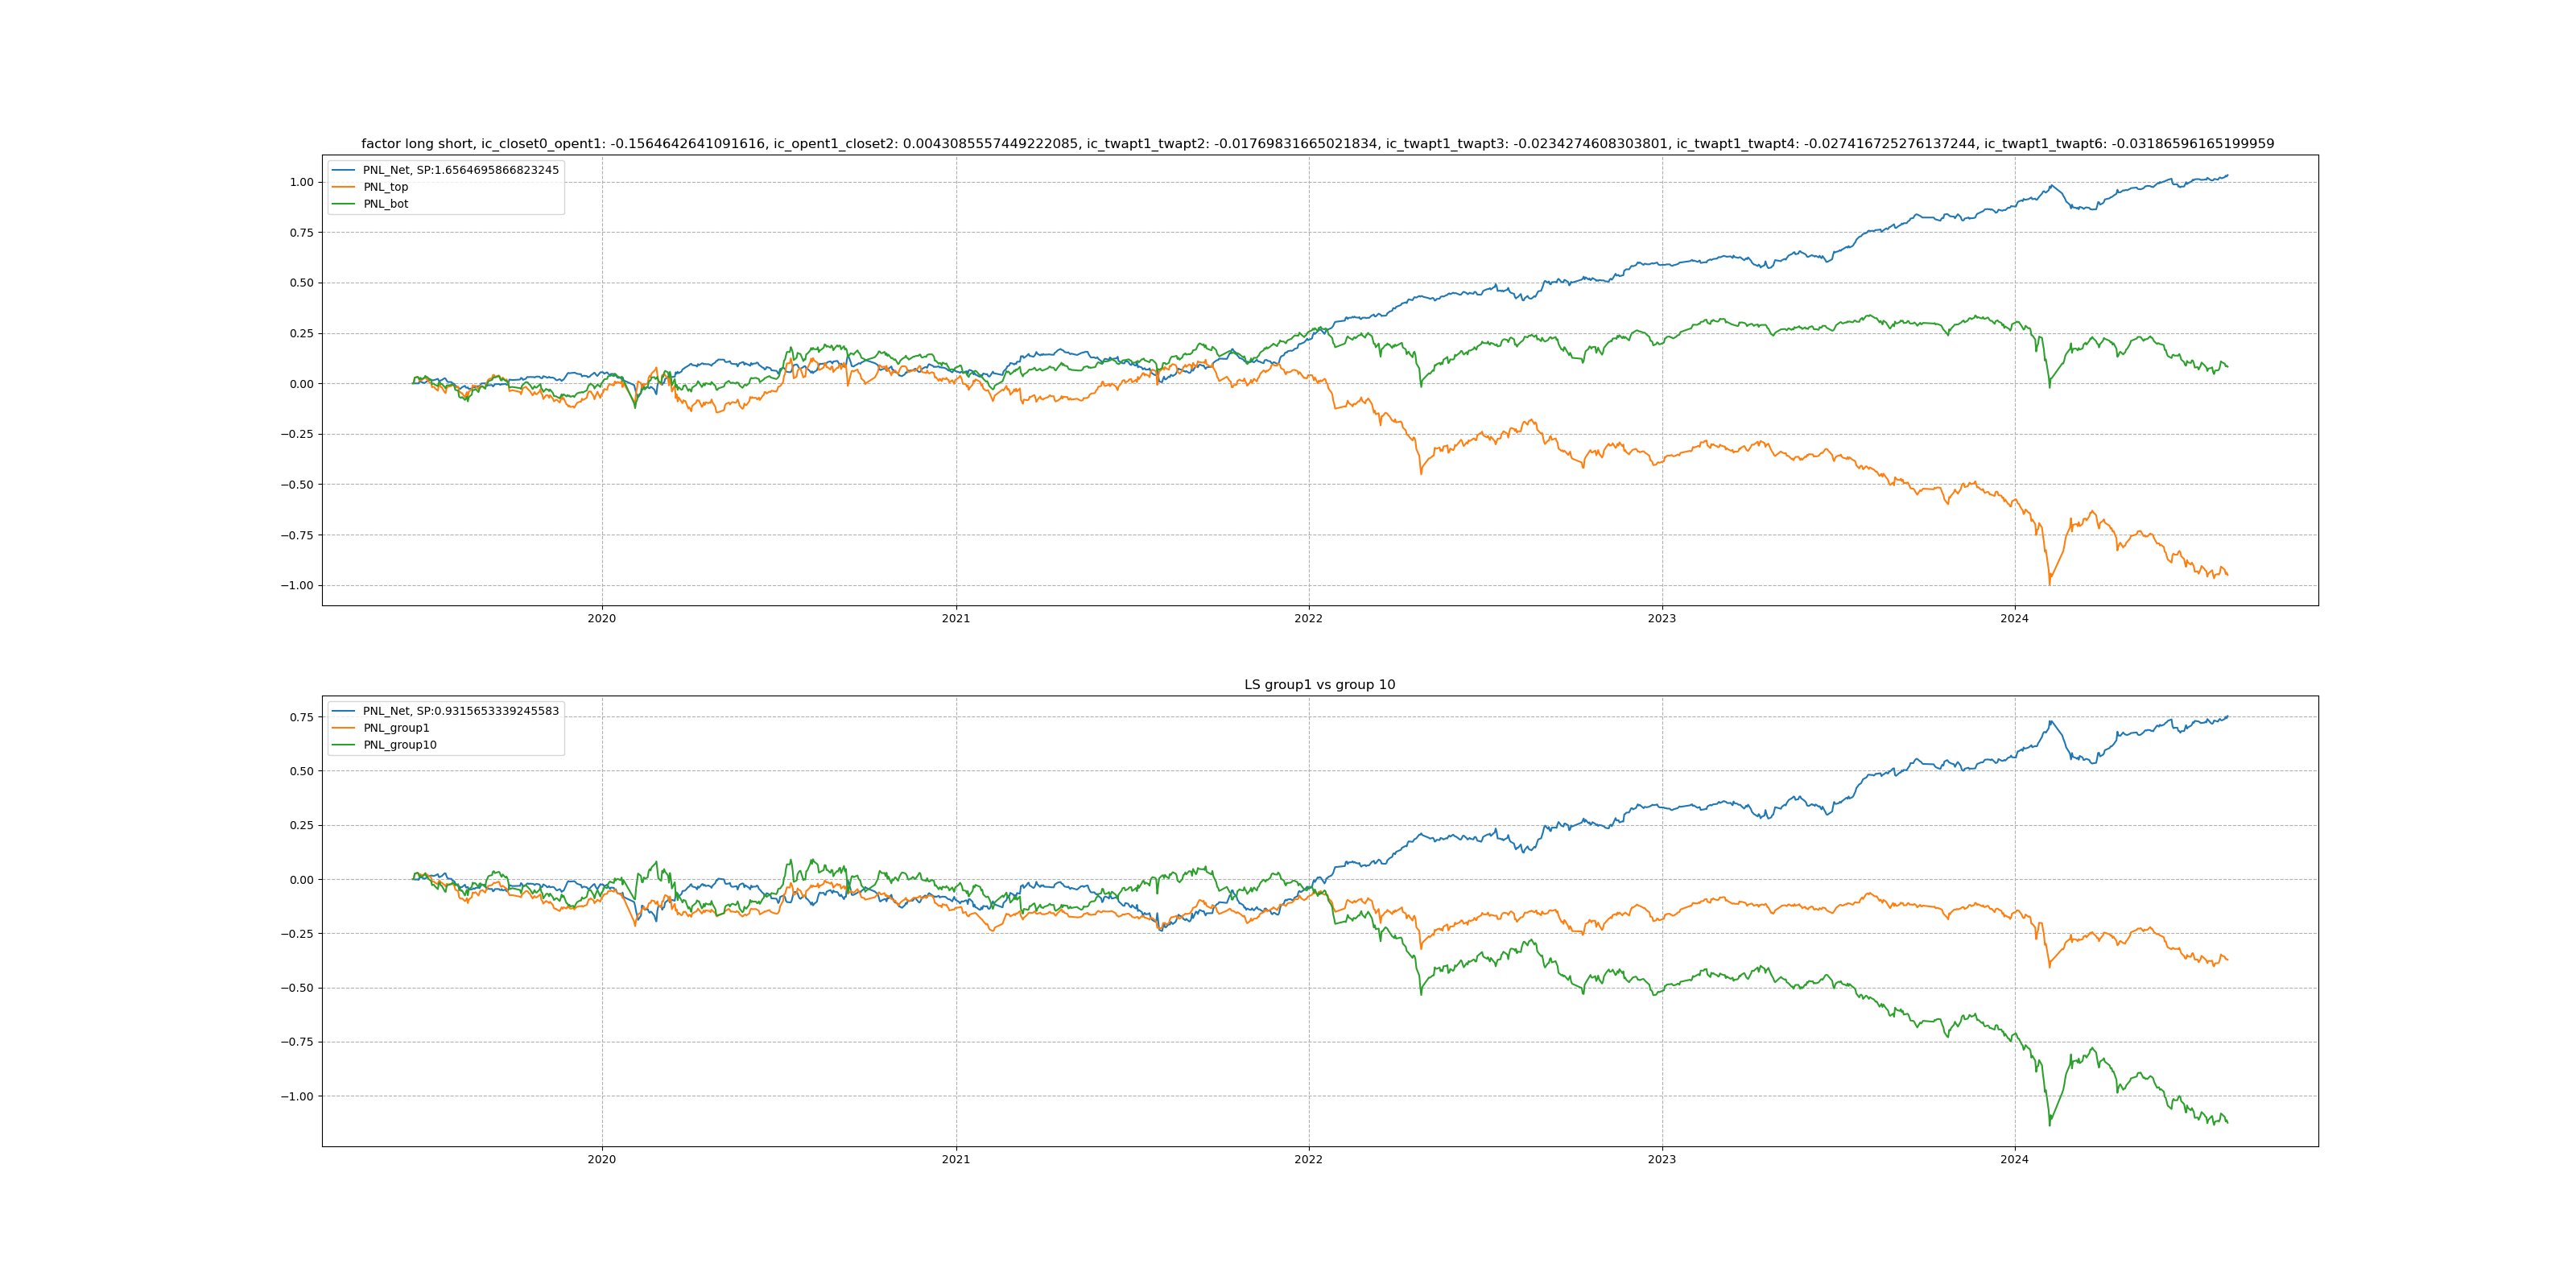 factor long short, ic_closet0_opent1: -0.1564642641091616, ic_opent1_closet2: 0.0043085557449222085, ic_twapt1_twapt2: -0.01769831665021834, ic_twapt1_twapt3: -0.0234274608303801, ic_twapt1_twapt4: -0.027416725276137244, ic_twapt1_twapt6: -0.03186596165199959
PNL_Net, SP:1.6564695866823245
PNL_top
PNL_bot
1.00
0.75
0.50
0.25
0.00
−0.25
−0.50
−0.75
−1.00
2020 2021 2022 2023 2024
LS group1 vs group 10
PNL_Net, SP:0.9315653339245583
PNL_group1
PNL_group10
0.75
0.50
0.25
0.00
−0.25
−0.50
−0.75
−1.00
2020 2021 2022 2023 2024